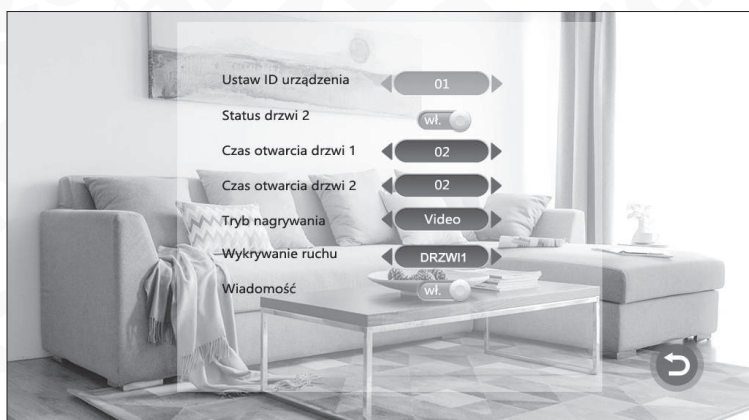 Ustaw ID urządzenia 01
Status drzwi 2 wł.
Czas otwarcia drzwi 1 02
Czas otwarcia drzwi 2 02
Tryb nagrywania Video
Wykrywanie ruchu DRZWI1
Wiadomość wł.